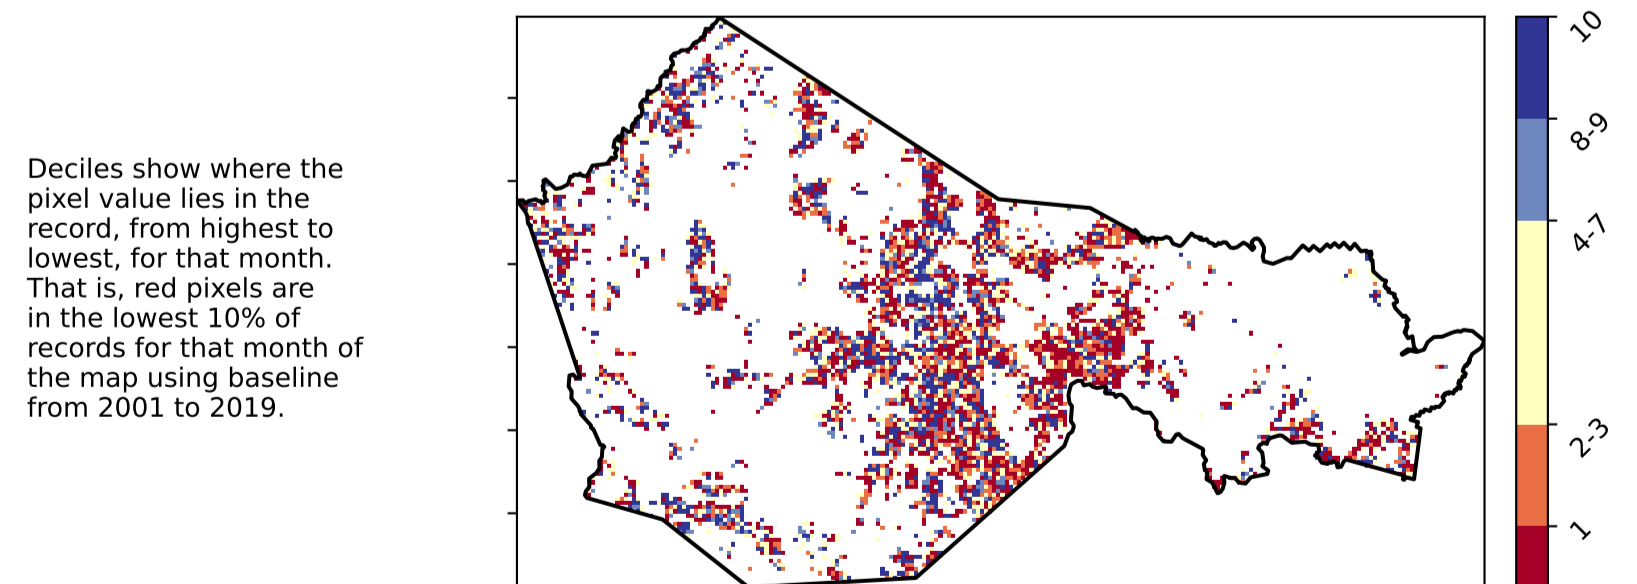 Deciles show where the
pixel value lies in the
record, from highest to
lowest, for that month.
That is, red pixels are
in the lowest 10% of
records for that month of
the map using baseline
from 2001 to 2019.
10
8-9
4-7
2-3
1